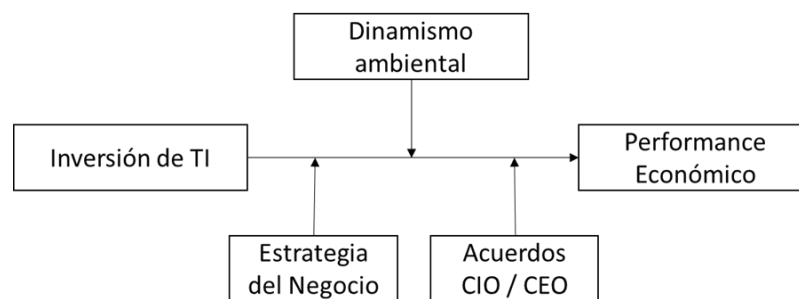 Dinamismo
ambiental
Inversión de TI
Performance
Económico
Estrategia
del Negocio
Acuerdos
CIO / CEO